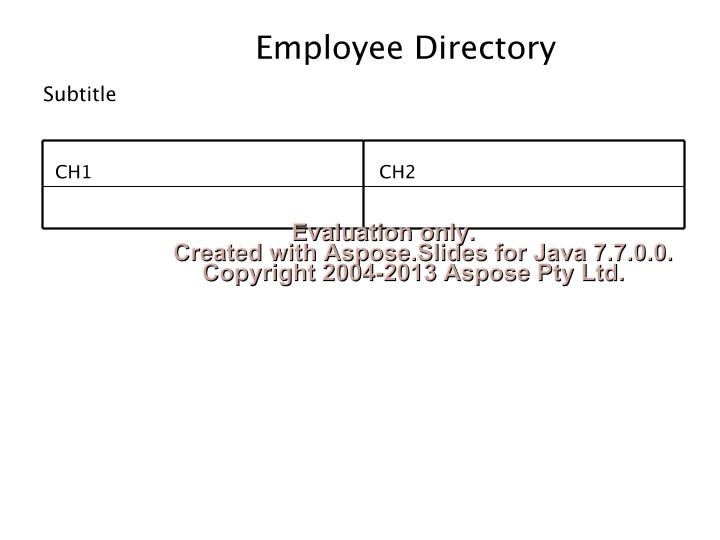 Employee Directory
Subtitle
CH1 CH2
Evaluation only.
Created with Aspose.Slides for Java 7.7.0.0.
Copyright 2004-2013 Aspose Pty Ltd.